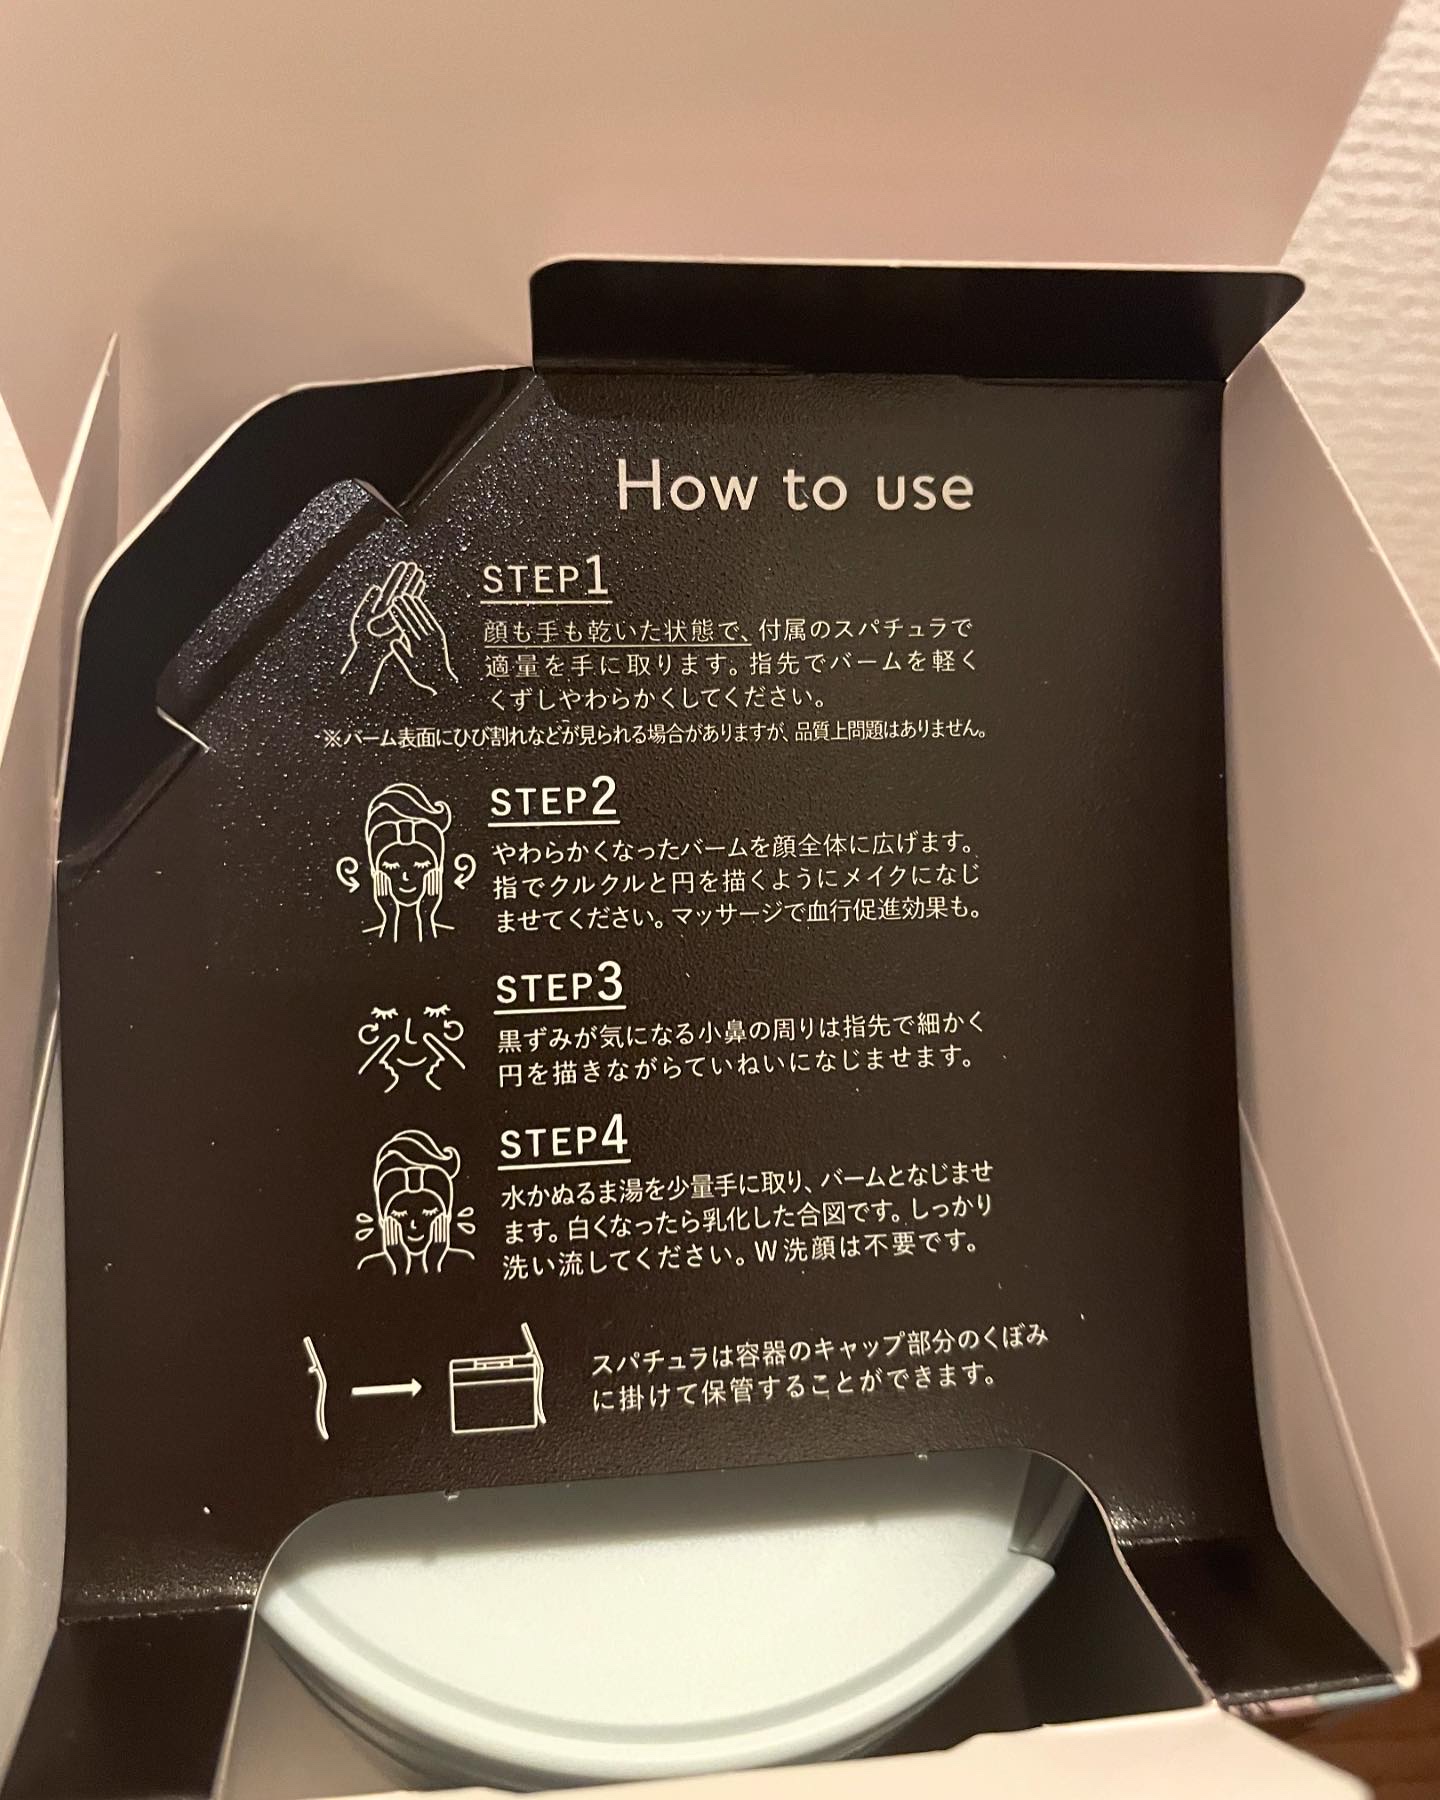 How to use
STEP1
顔も手も乾いた状態で、付属のスパチュラで
適量を手に取ります。指先でバームを軽く
くずしやわらかくしてください。
※バーム表面にひび割れなどが見られる場合がありますが、品質上問題はありません。
STEP2
やわらかくなったバームを顔全体に広げます。
指でクルクルと円を描くようにメイクになじ
ませてください。マッサージで血行促進効果も。
STEP3
黒ずみが気になる小鼻の周りは指先で細かく
円を描きながらていねいになじませます。
STEP4
水かぬるま湯を少量手に取り、バームとなじませ
ます。白くなったら乳化した合図です。しっかり
洗い流してください。W洗顔は不要です。
スパチュラは容器のキャップ部分のくぼみ
に掛けて保管することができます。